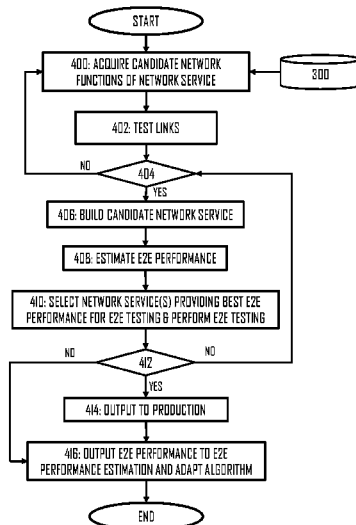 START
400: ACQUIRE CANDIDATE NETWORK
FUNCTIONS OF NETWORK SERVICE
300
402: TEST LINKS
NO
404
YES
406: BUILD CANDIDATE NETWORK SERVICE
408: ESTIMATE E2E PERFORMANCE
410: SELECT NETWORK SERVICE(S) PROVIDING BEST E2E
PERFORMANCE FOR E2E TESTING & PERFORM E2E TESTING
NO
412
NO
YES
414: OUTPUT TO PRODUCTION
416: OUTPUT E2E PERFORMANCE TO E2E
PERFORMANCE ESTIMATION AND ADAPT ALGORITHM
END